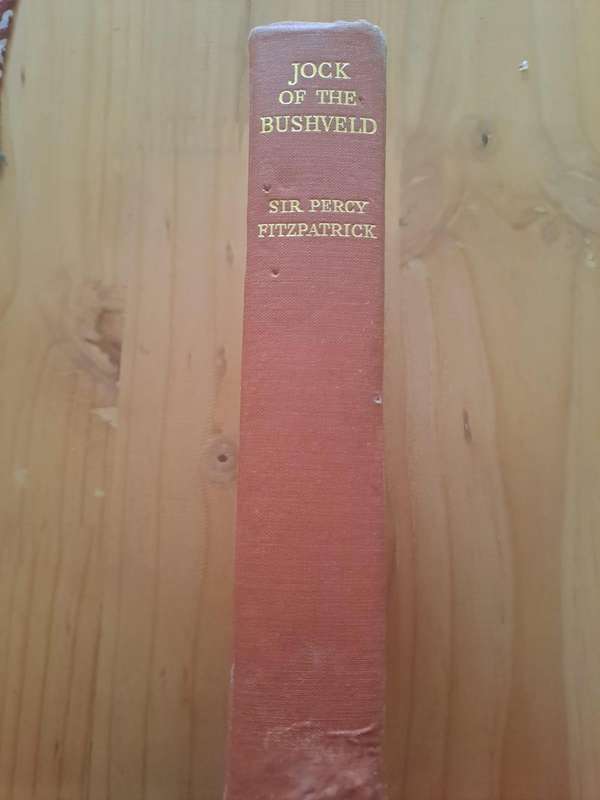 JOCK
OF THE
BUSHVELD
SIR PERCY
FITZPATRICK